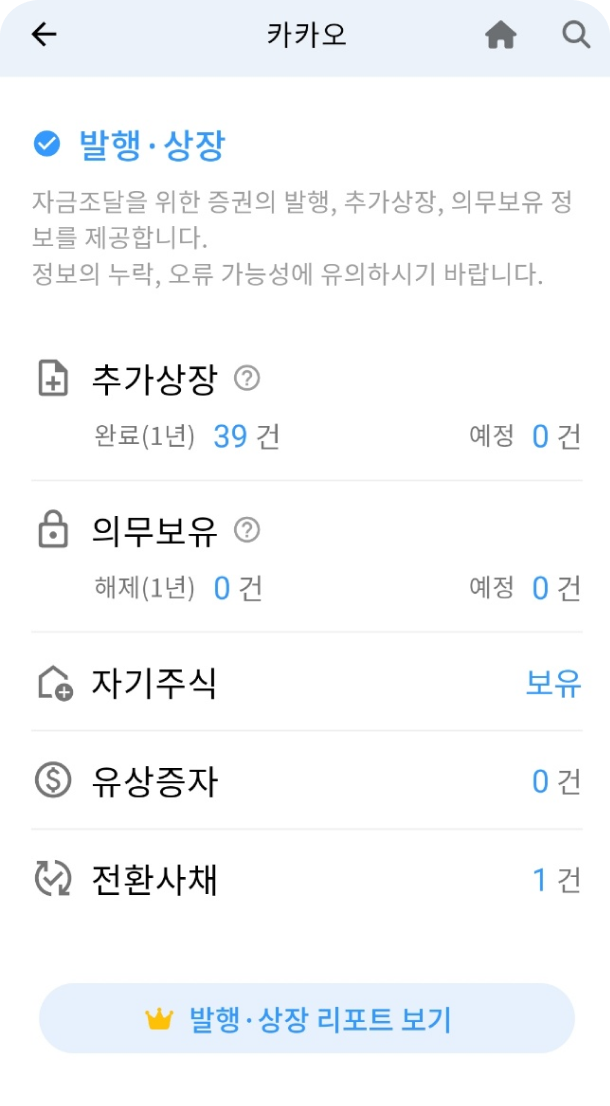 카카오
발행·상장
자금조달을 위한 증권의 발행, 추가상장, 의무보유 정
보를 제공합니다.
정보의 누락, 오류 가능성에 유의하시기 바랍니다.
추가상장 ?
완료(1년) 39 건 예정 0 건
의무보유 ?
해제(1년) 0 건 예정 0 건
자기주식 보유
유상증자 0 건
전환사채 1 건
발행·상장 리포트 보기